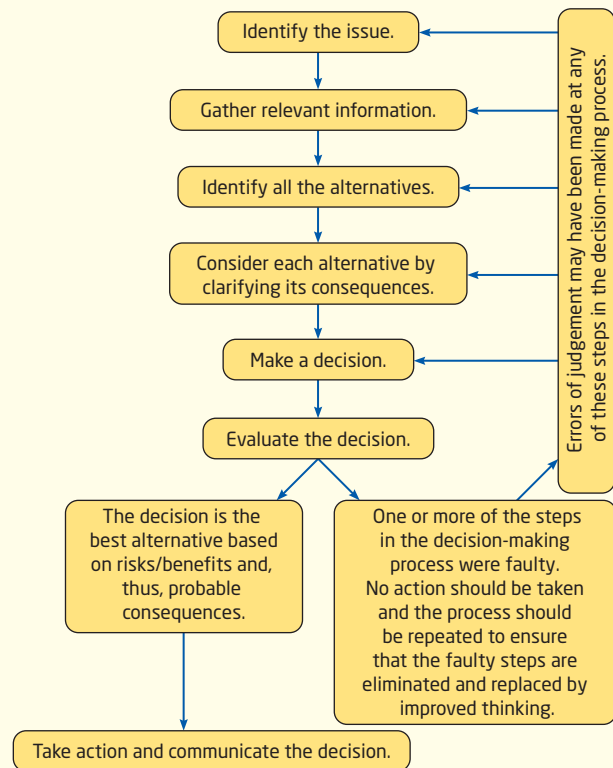 Identify the issue.
Gather relevant information.
Identify all the alternatives.
Consider each alternative by
clarifying its consequences.
Make a decision.
Evaluate the decision.
The decision is the
best alternative based
on risks/benefits and,
thus, probable
consequences.
One or more of the steps
in the decision-making
process were faulty.
No action should be taken
and the process should
be repeated to ensure
that the faulty steps are
eliminated and replaced by
improved thinking.
Take action and communicate the decision.
Errors of judgement may have been made at any
of these steps in the decision-making process.